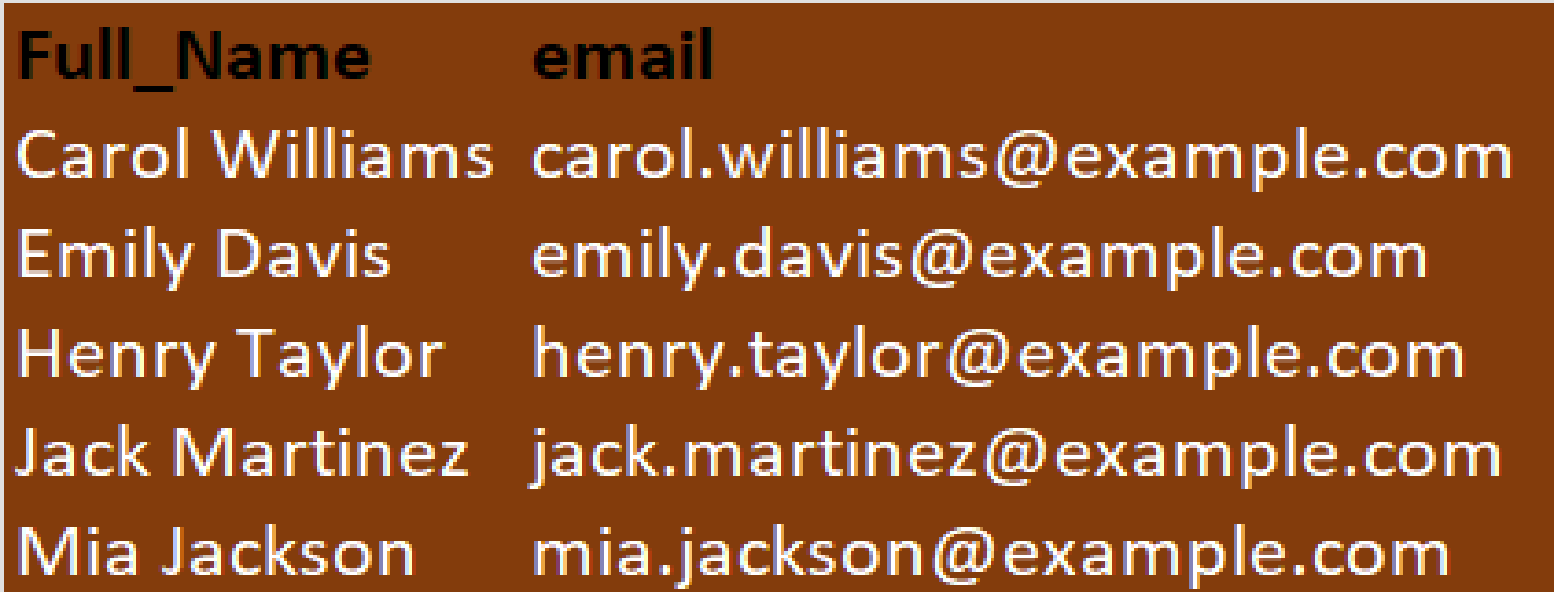 Full_Name email
Carol Williams carol.williams@example.com
Emily Davis emily.davis@example.com
Henry Taylor henry.taylor@example.com
Jack Martinez jack.martinez@example.com
Mia Jackson mia.jackson@example.com